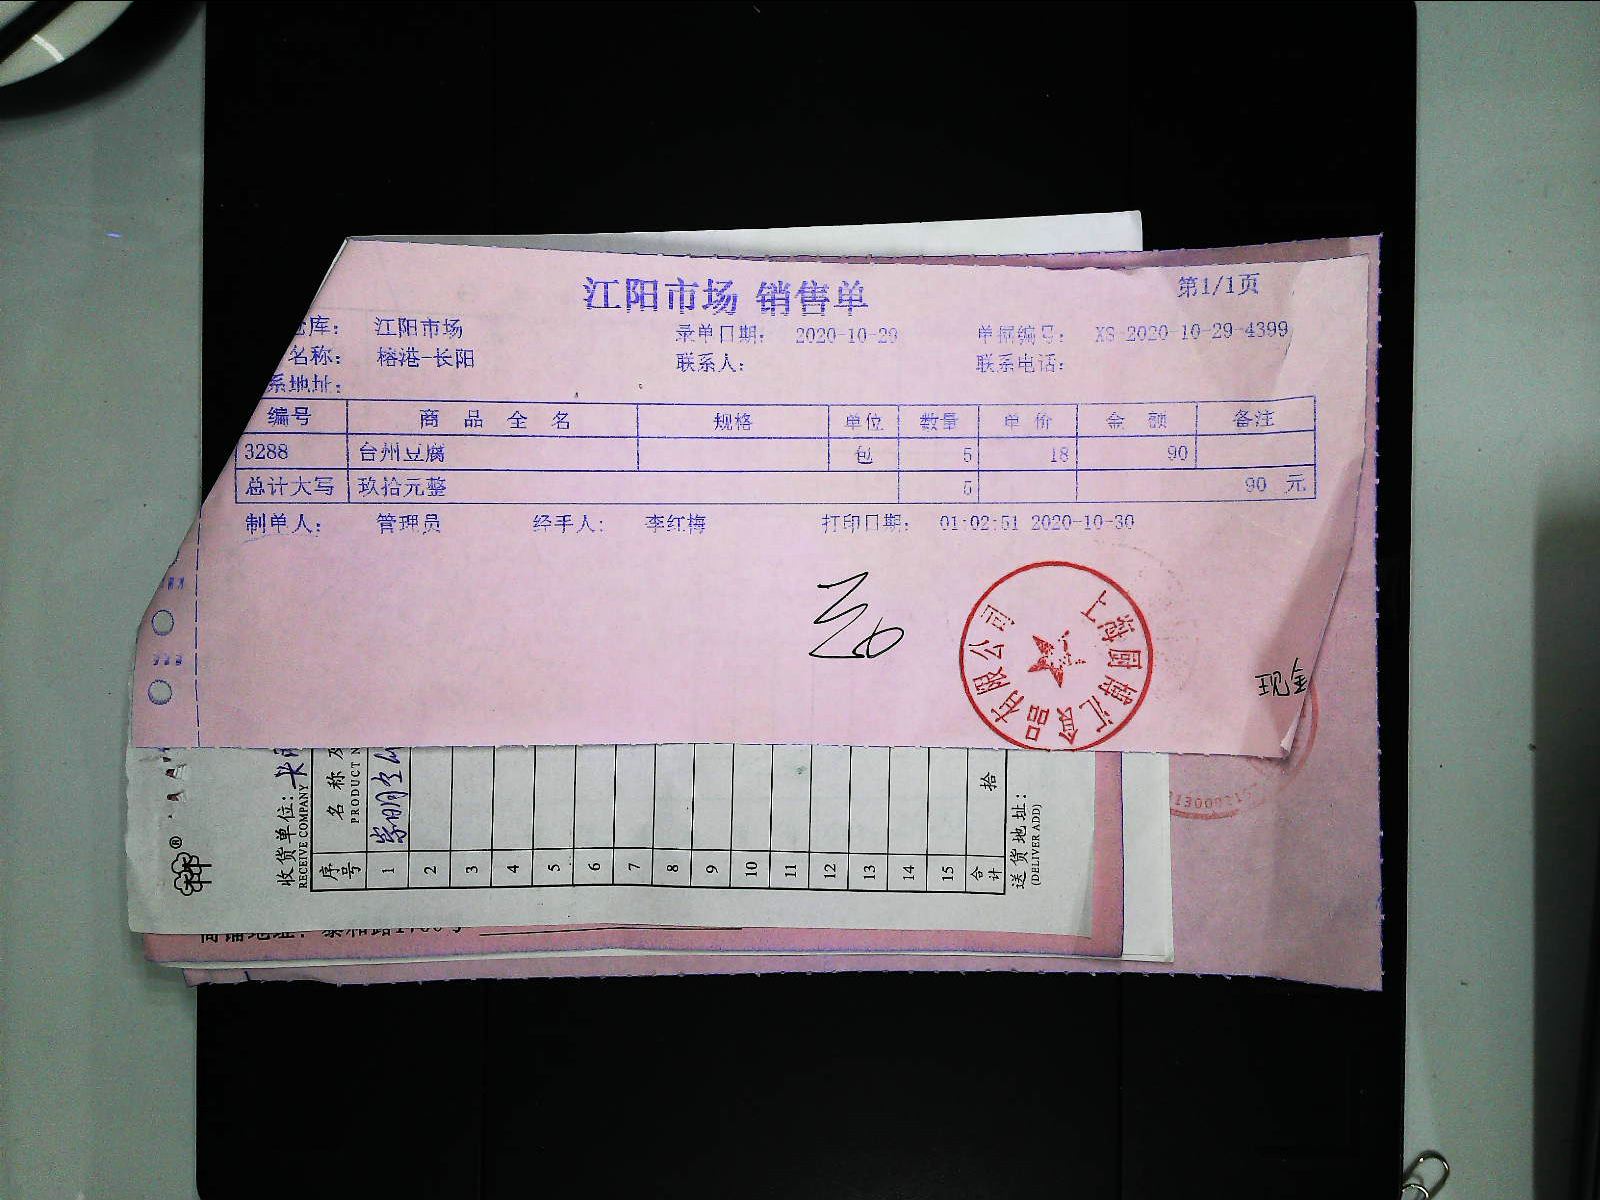 江阳市场 销售单
第1/1页
仓库： 江阳市场 录单日期： 2020-10-29 单据编号： XS-2020-10-29-4399
名称： 榕港-长阳 联系人： 联系电话：
系地址：
编号 商品全名 规格 单位 数量 单价 金额 备注
3288 台州豆腐 包 5 18 90
总计大写 玖拾元整 5 90 元
制单人： 管理员 经手人： 李红梅 打印日期： 01:02:51 2020-10-30
有限公司
现金
收货单位：
RECEIVE COMPANY
序号 名称及
PRODUCT N
1
2
3
4
5
6
7
8
9
10
11
12
13
14
15
合计 拾
送货地址：
(DELIVER ADD)